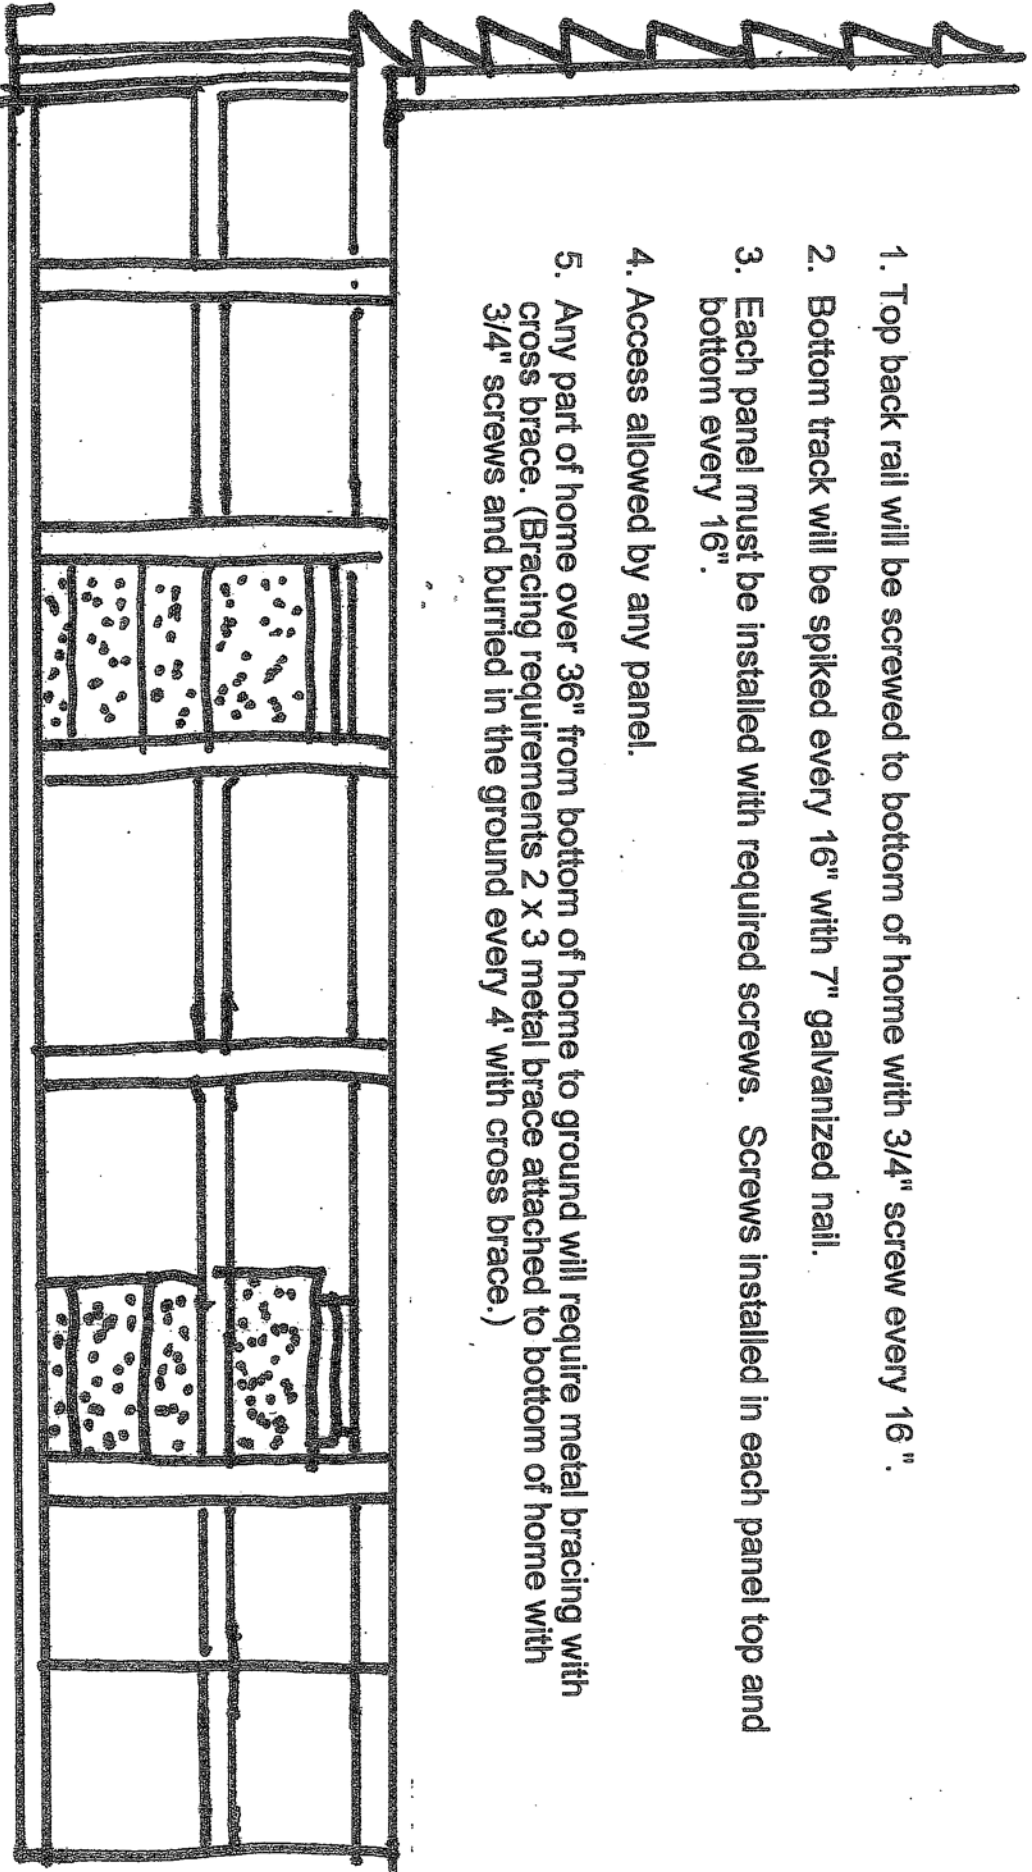 1. Top back rail will be screwed to bottom of home with 3/4" screw every 16 ".
2. Bottom track will be spiked every 16" with 7" galvanized nail.
3. Each panel must be installed with required screws. Screws installed in each panel top and
bottom every 16".
4. Access allowed by any panel.
5. Any part of home over 36" from bottom of home to ground will require metal bracing with
cross brace. (Bracing requirements 2 x 3 metal brace attached to bottom of home with
3/4" screws and burried in the ground every 4' with cross brace.)